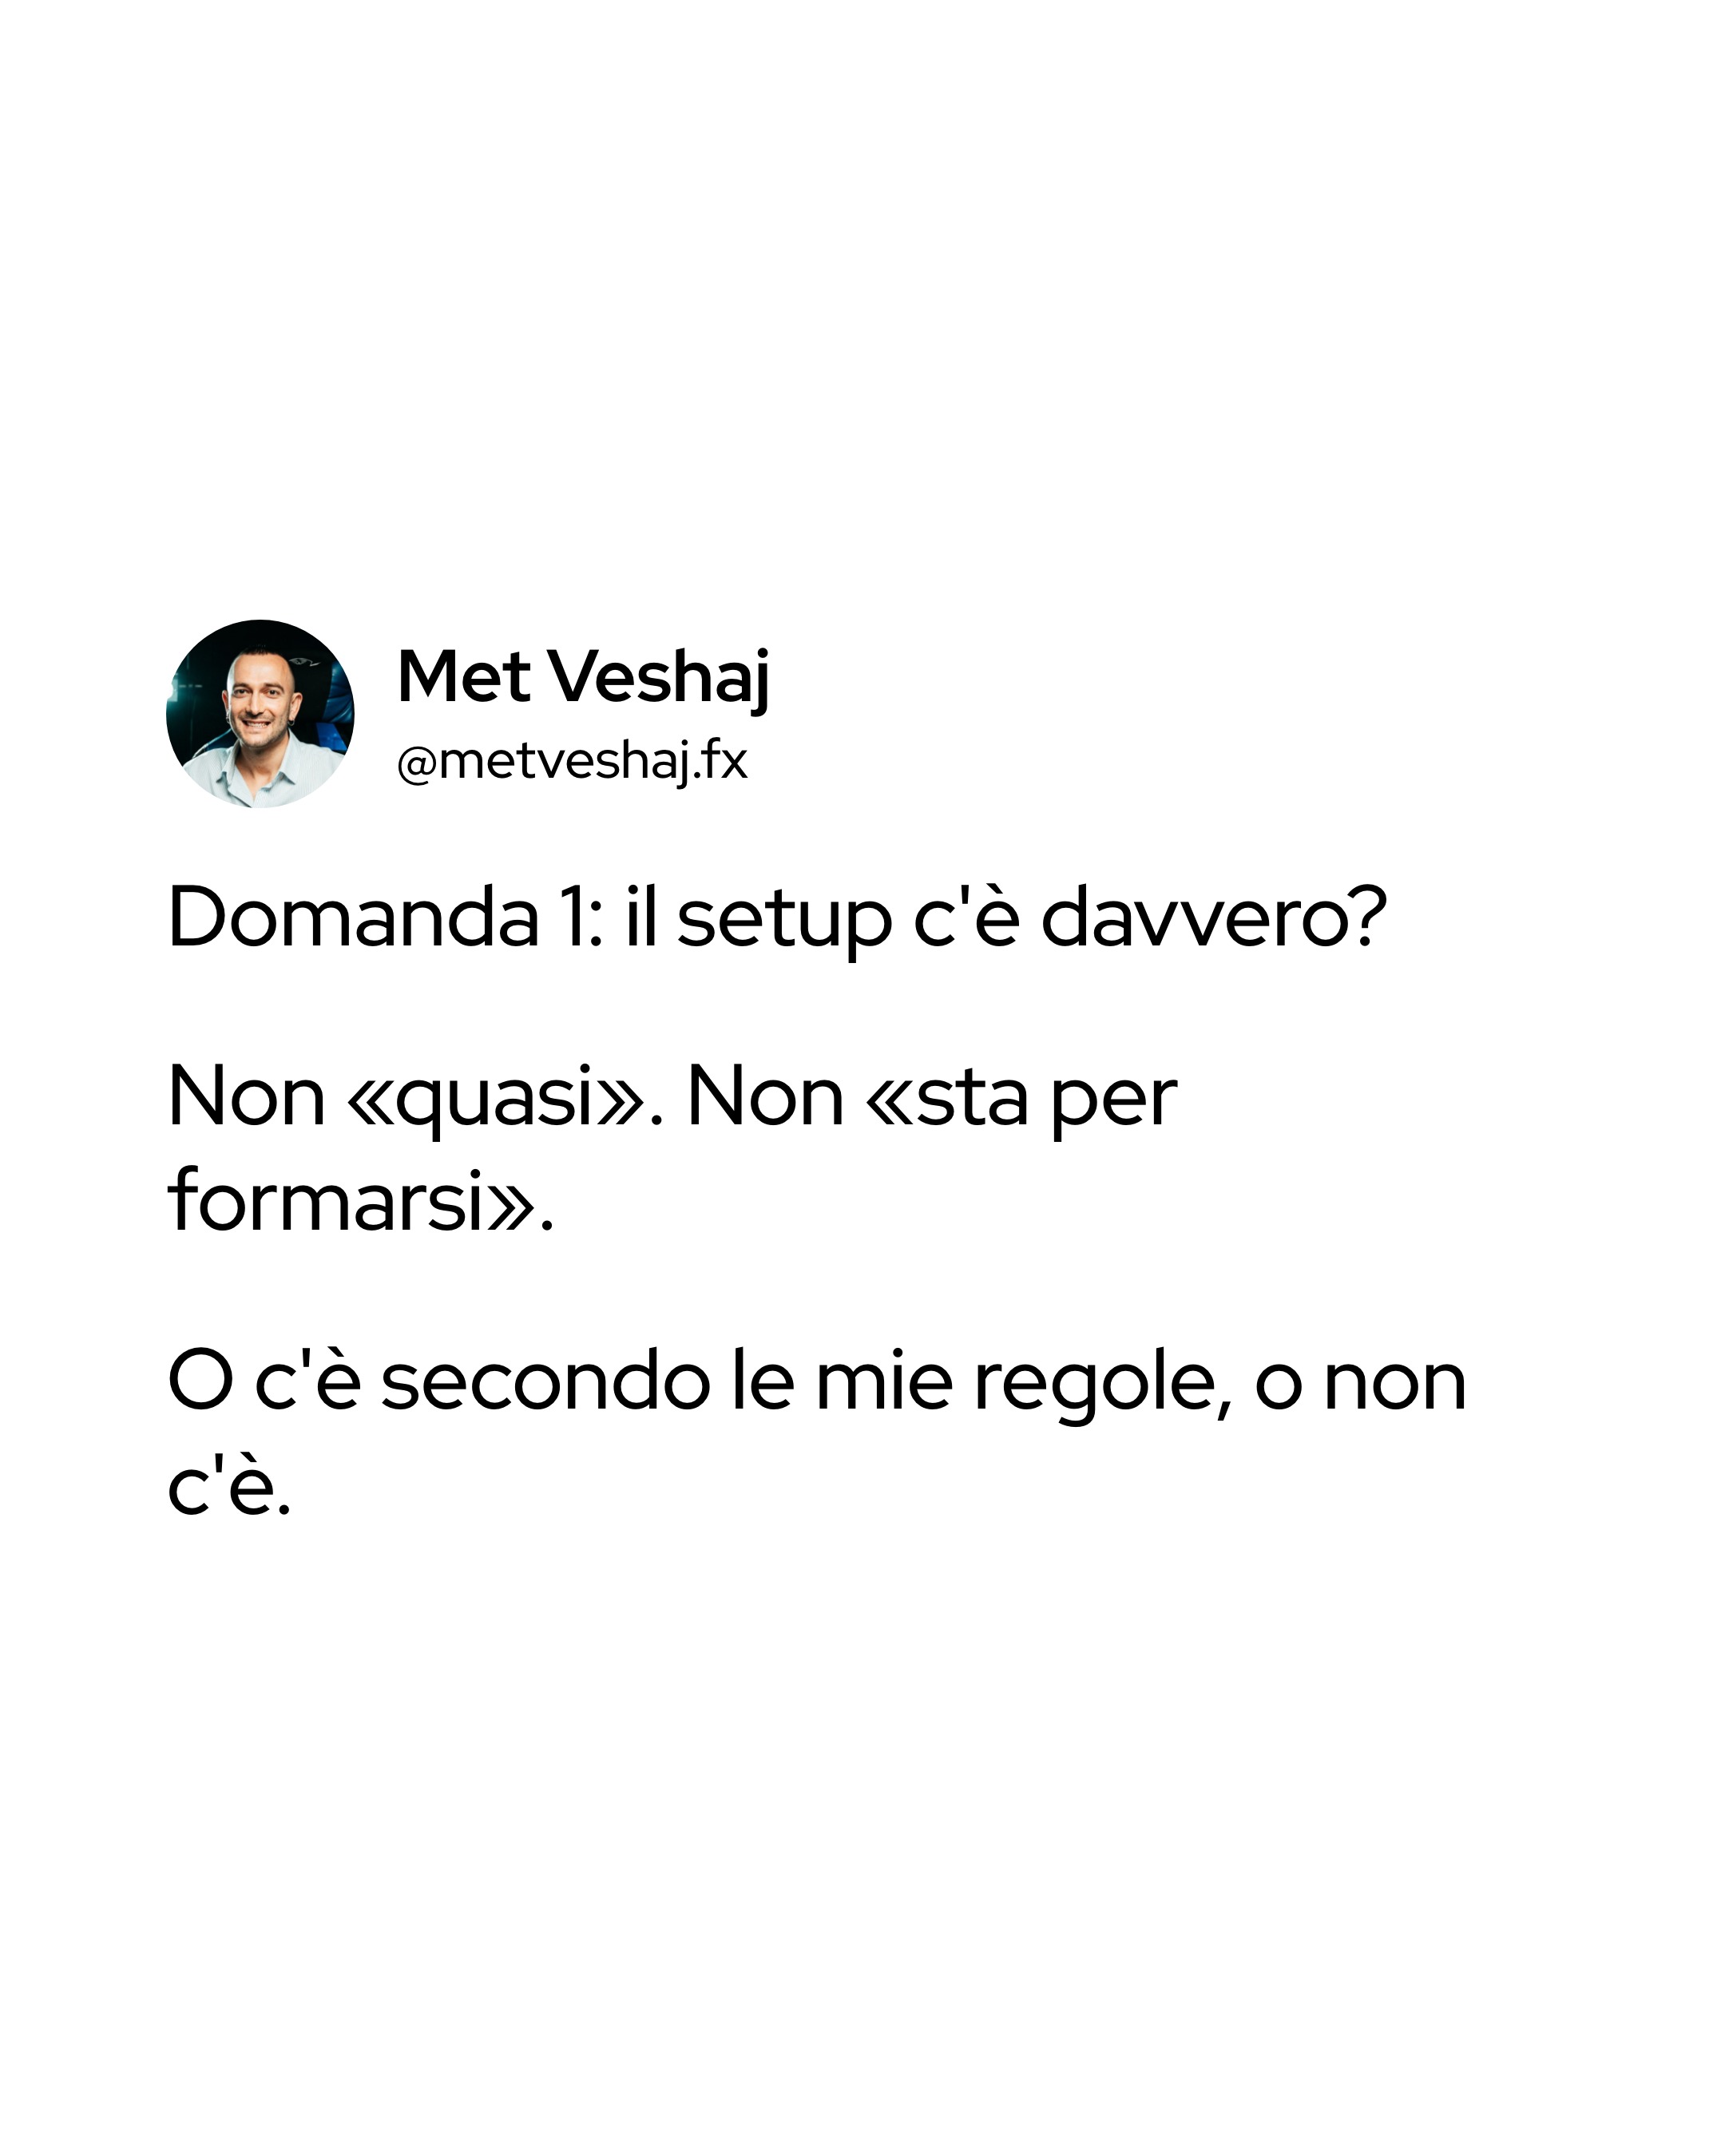 Met Veshaj
@metveshaj.fx
Domanda 1: il setup c'è davvero?
Non «quasi». Non «sta per
formarsi».
O c'è secondo le mie regole, o non
c'è.